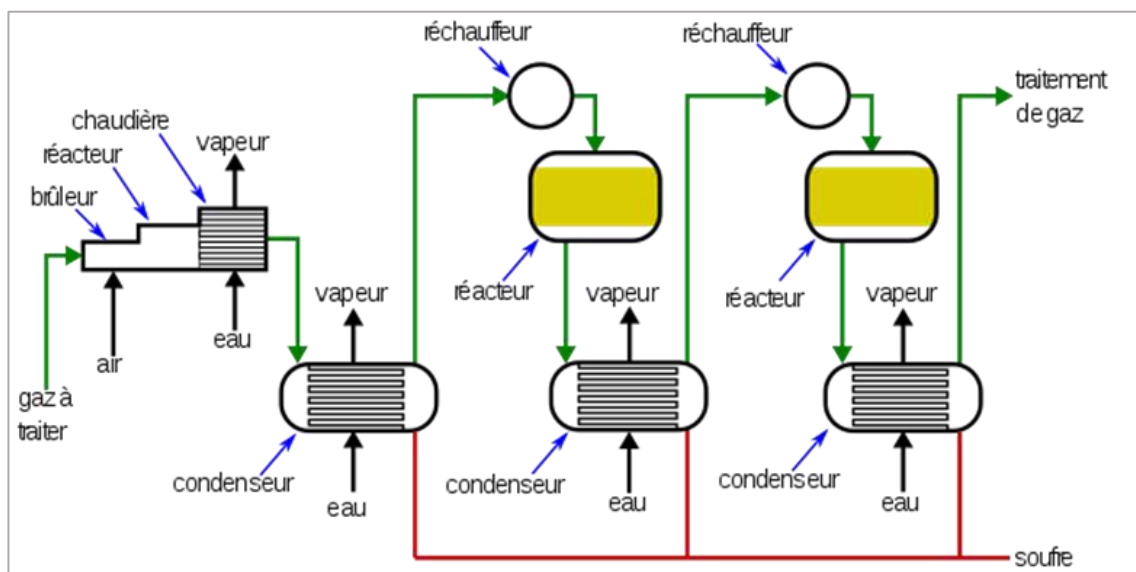 réchauffeur
réchauffeur
traitement
de gaz
chaudière
vapeur
réacteur
brûleur
vapeur
réacteur
vapeur
réacteur
vapeur
air
eau
gaz à
traiter
condenseur
eau
condenseur
eau
condenseur
eau
soufre